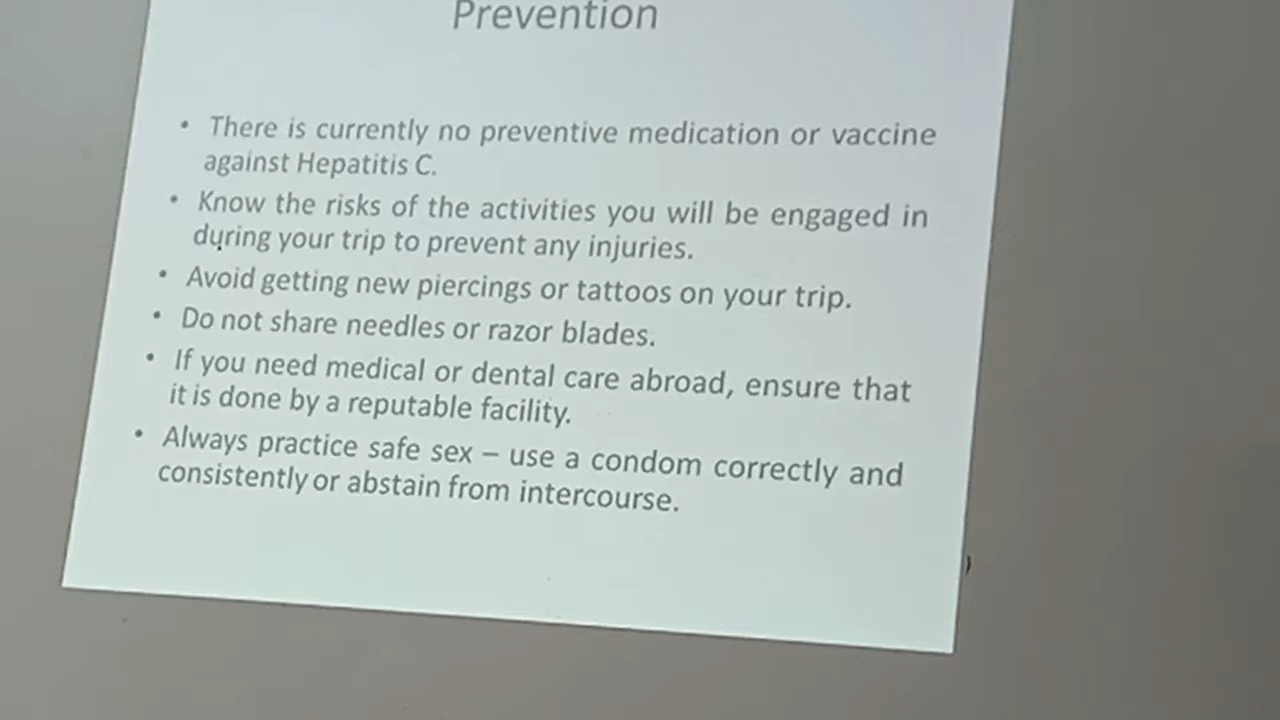 Prevention
• There is currently no preventive medication or vaccine
against Hepatitis C.
• Know the risks of the activities you will be engaged in
during your trip to prevent any injuries.
• Avoid getting new piercings or tattoos on your trip.
• Do not share needles or razor blades.
• If you need medical or dental care abroad, ensure that
it is done by a reputable facility.
• Always practice safe sex – use a condom correctly and
consistently or abstain from intercourse.